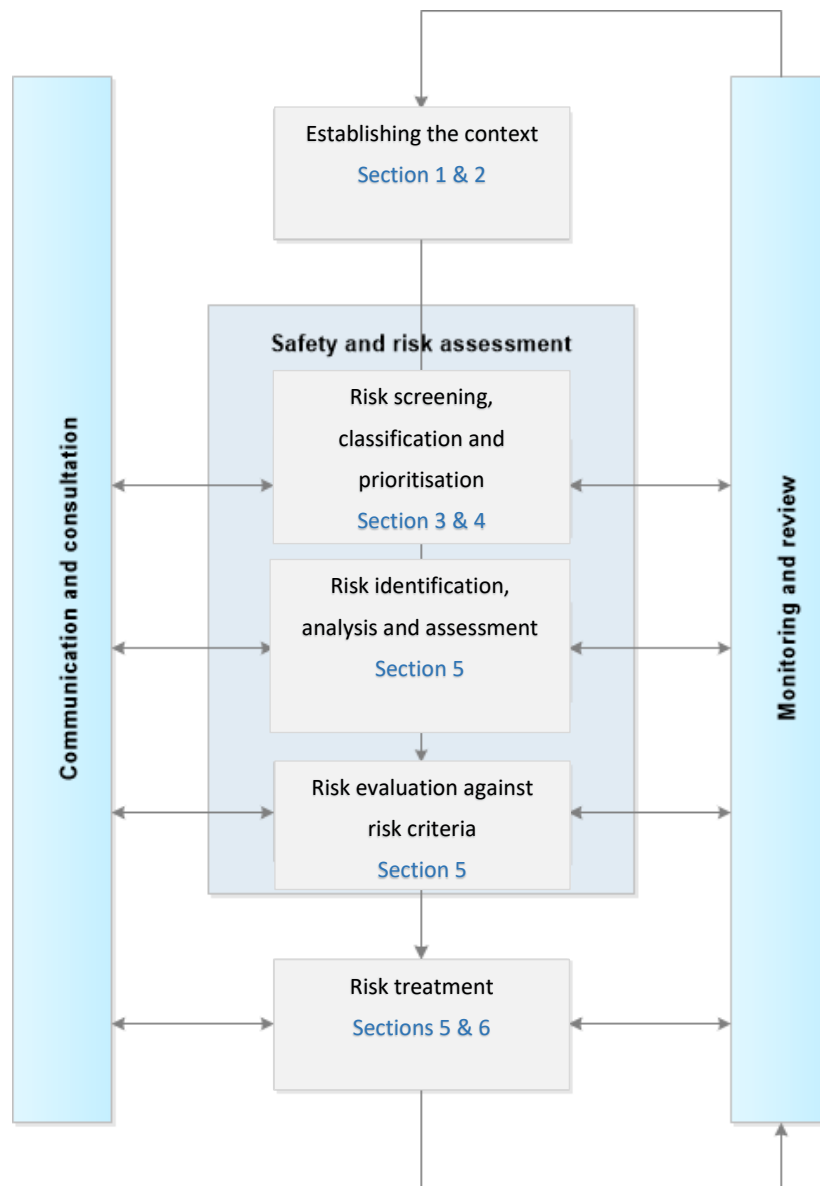 Establishing the context
Section 1 & 2
Safety and risk assessment
Risk screening,
classification and
prioritisation
Section 3 & 4
Risk identification,
analysis and assessment
Section 5
Risk evaluation against
risk criteria
Section 5
Risk treatment
Sections 5 & 6
Communication and consultation
Monitoring and review